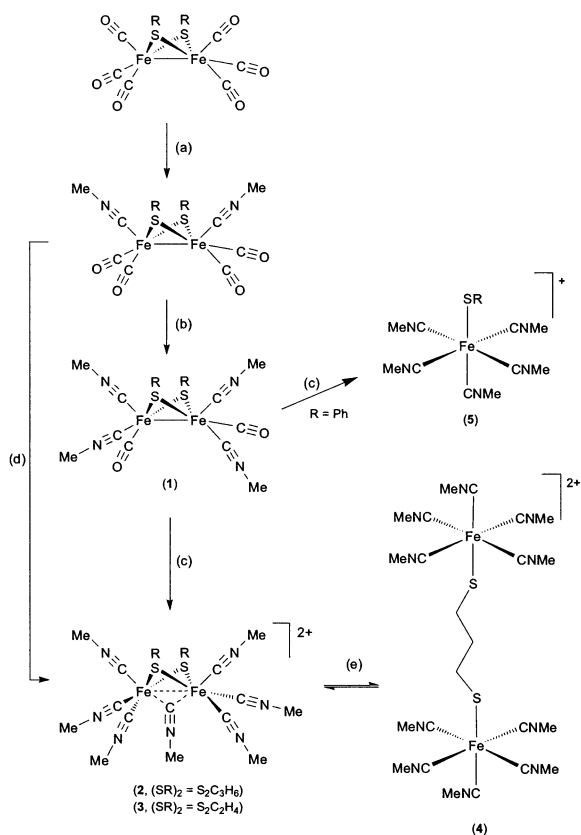 R R
O≡C S S C≡O
O≡C Fe Fe C≡O
C≡O C≡O
(a)
Me Me
N≡C R R C≡N
S S
Fe Fe
O≡C C≡O
C≡O C≡O
(b)
Me Me
N≡C R R C≡N
S S
Fe Fe C≡O
Me N≡C O≡C C≡N Me
(1)
(c)
R = Ph
SR
+
MeNC CNMe
Fe
MeNC CNMe
CNMe
(5)
(d)
(c)
Me Me
N≡C R R C≡N
S S
2+
Fe Fe
Me N≡C C≡N Me
Me N≡C C≡N Me
C≡N Me
(2, (SR)2 = S2C3H6)
(3, (SR)2 = S2C2H4)
(e)
2+
MeNC
MeNC CNMe
Fe
MeNC CNMe
S
S
MeNC CNMe
Fe
MeNC CNMe
MeNC
(4)